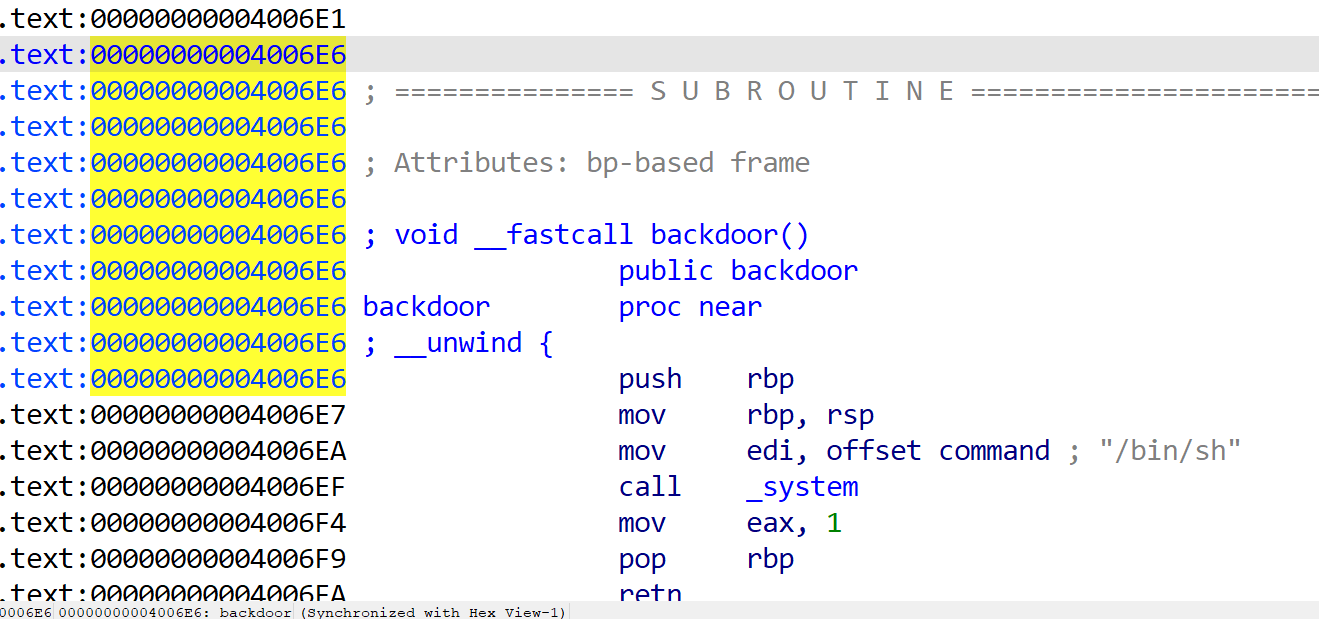 .text:00000000004006E1
.text:00000000004006E6
.text:00000000004006E6 ; =============== S U B R O U T I N E ======================
.text:00000000004006E6
.text:00000000004006E6 ; Attributes: bp-based frame
.text:00000000004006E6
.text:00000000004006E6 ; void __fastcall backdoor()
.text:00000000004006E6                 public backdoor
.text:00000000004006E6 backdoor        proc near
.text:00000000004006E6 ; __unwind {
.text:00000000004006E6                 push    rbp
.text:00000000004006E7                 mov     rbp, rsp
.text:00000000004006EA                 mov     edi, offset command ; "/bin/sh"
.text:00000000004006EF                 call    _system
.text:00000000004006F4                 mov     eax, 1
.text:00000000004006F9                 pop     rbp
.text:00000000004006FA                 retn
0006E6 00000000004006E6: backdoor (Synchronized with Hex View-1)